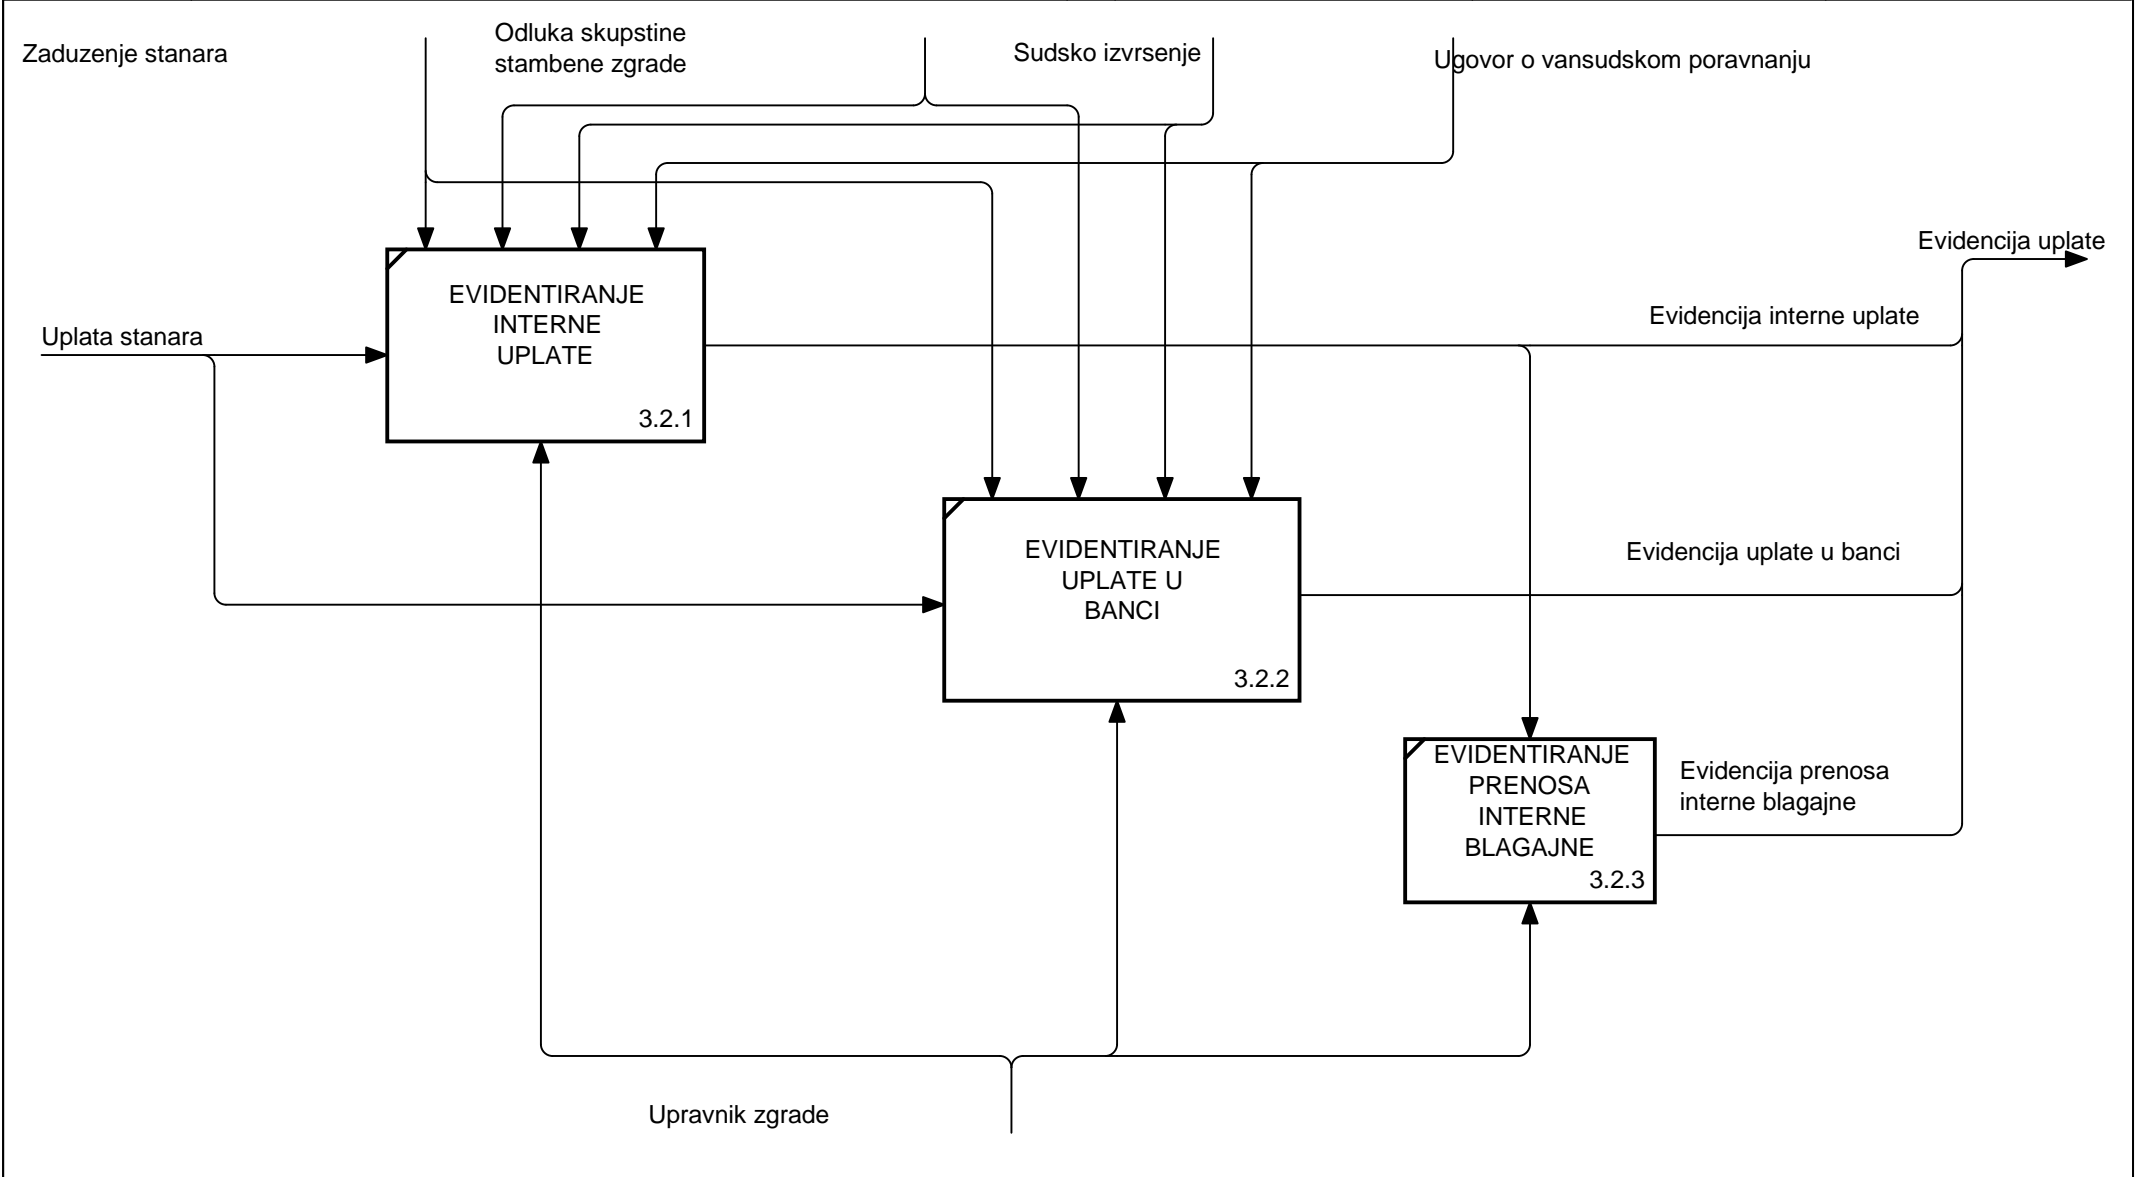 Zaduzenje stanara
Odluka skupstine
stambene zgrade
Sudsko izvrsenje
Ugovor o vansudskom poravnanju
Evidencija uplate
EVIDENTIRANJE
INTERNE
UPLATE
3.2.1
Evidencija interne uplate
Uplata stanara
EVIDENTIRANJE
UPLATE U
BANCI
3.2.2
Evidencija uplate u banci
EVIDENTIRANJE
PRENOSA
INTERNE
BLAGAJNE
3.2.3
Evidencija prenosa
interne blagajne
Upravnik zgrade